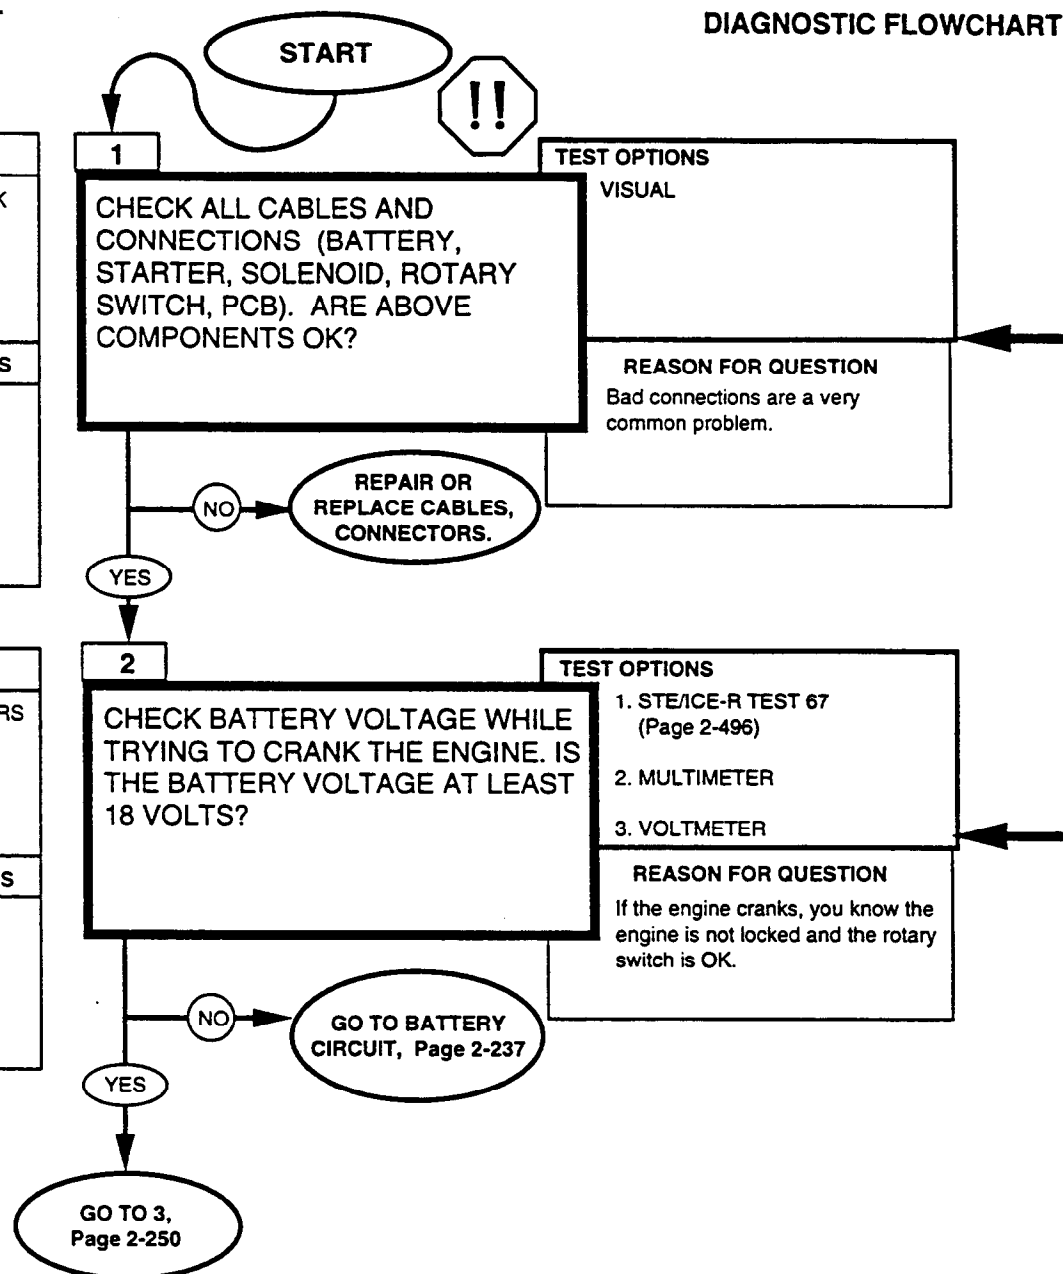 DIAGNOSTIC FLOWCHART
START
!!
1
CHECK ALL CABLES AND
CONNECTIONS (BATTERY,
STARTER, SOLENOID, ROTARY
SWITCH, PCB). ARE ABOVE
COMPONENTS OK?
TEST OPTIONS
VISUAL
REASON FOR QUESTION
Bad connections are a very
common problem.
K
S
NO
REPAIR OR
REPLACE CABLES,
CONNECTORS.
YES
2
CHECK BATTERY VOLTAGE WHILE
TRYING TO CRANK THE ENGINE. IS
THE BATTERY VOLTAGE AT LEAST
18 VOLTS?
TEST OPTIONS
1. STE/ICE-R TEST 67
(Page 2-496)
2. MULTIMETER
3. VOLTMETER
REASON FOR QUESTION
If the engine cranks, you know the
engine is not locked and the rotary
switch is OK.
RS
S
NO
GO TO BATTERY
CIRCUIT, Page 2-237
YES
GO TO 3,
Page 2-250